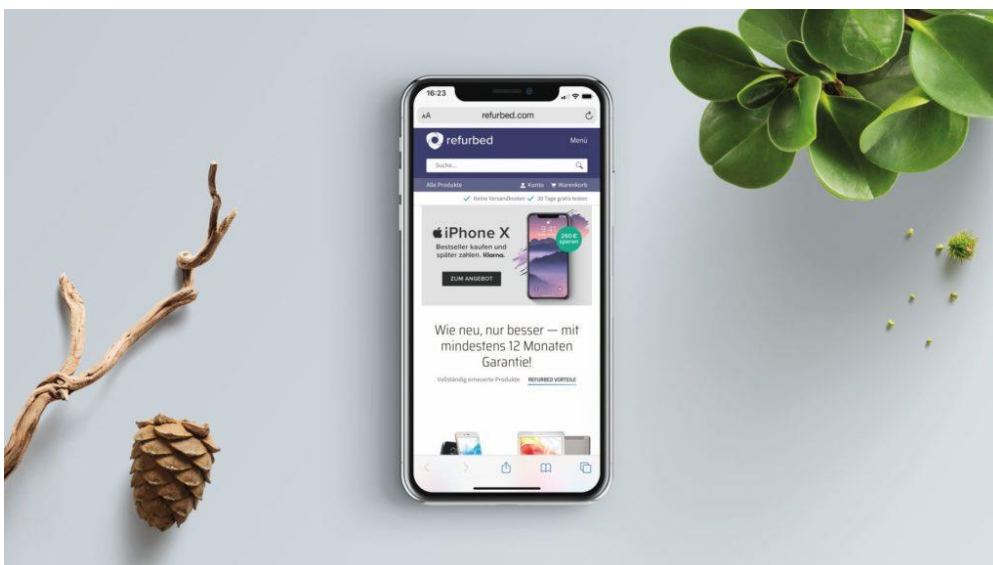 16:23
AA
refurbed.com
refurbed
Menü
Suche...
Alle Produkte
Konto
Warenkorb
Keine Versandkosten
30 Tage gratis testen
iPhone X
Bestseller kaufen und
später zahlen. Klarna.
ZUM ANGEBOT
9:41
260 €
sparen
Wie neu, nur besser — mit
mindestens 12 Monaten
Garantie!
Vollständig erneuerte Produkte
REFURBED VORTEILE